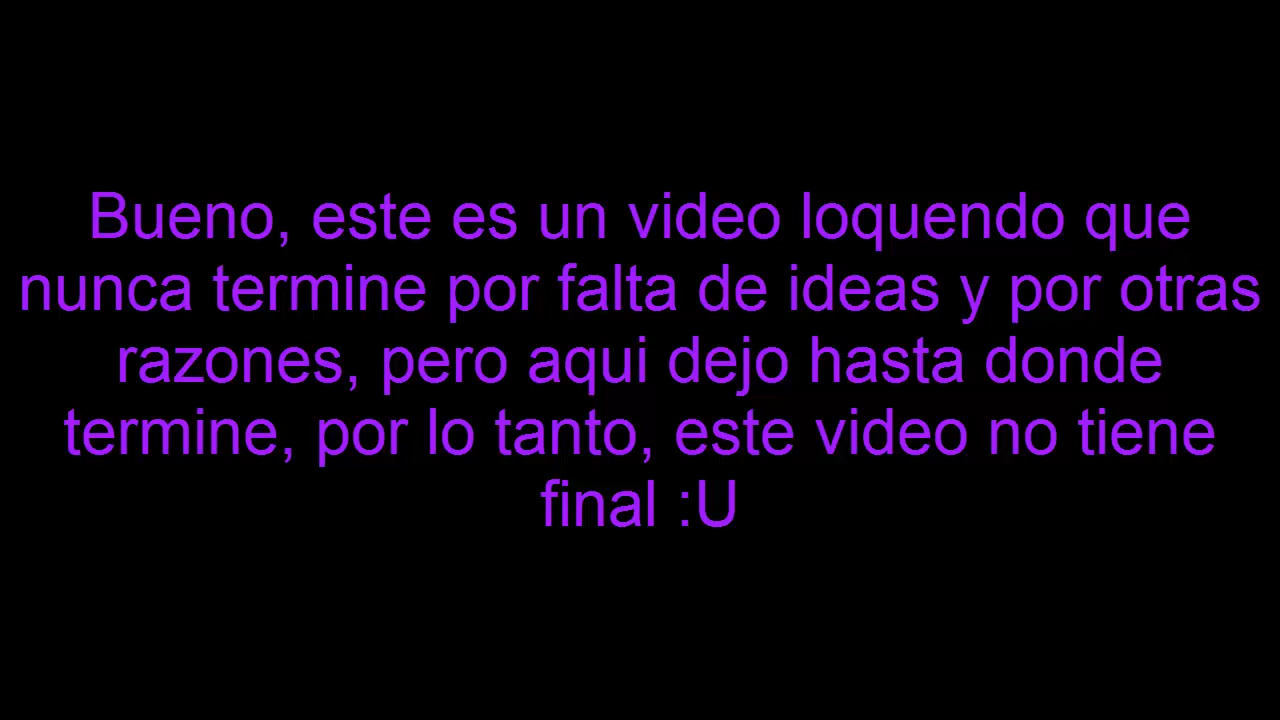 Bueno, este es un video loquendo que
nunca termine por falta de ideas y por otras
razones, pero aqui dejo hasta donde
termine, por lo tanto, este video no tiene
final :U